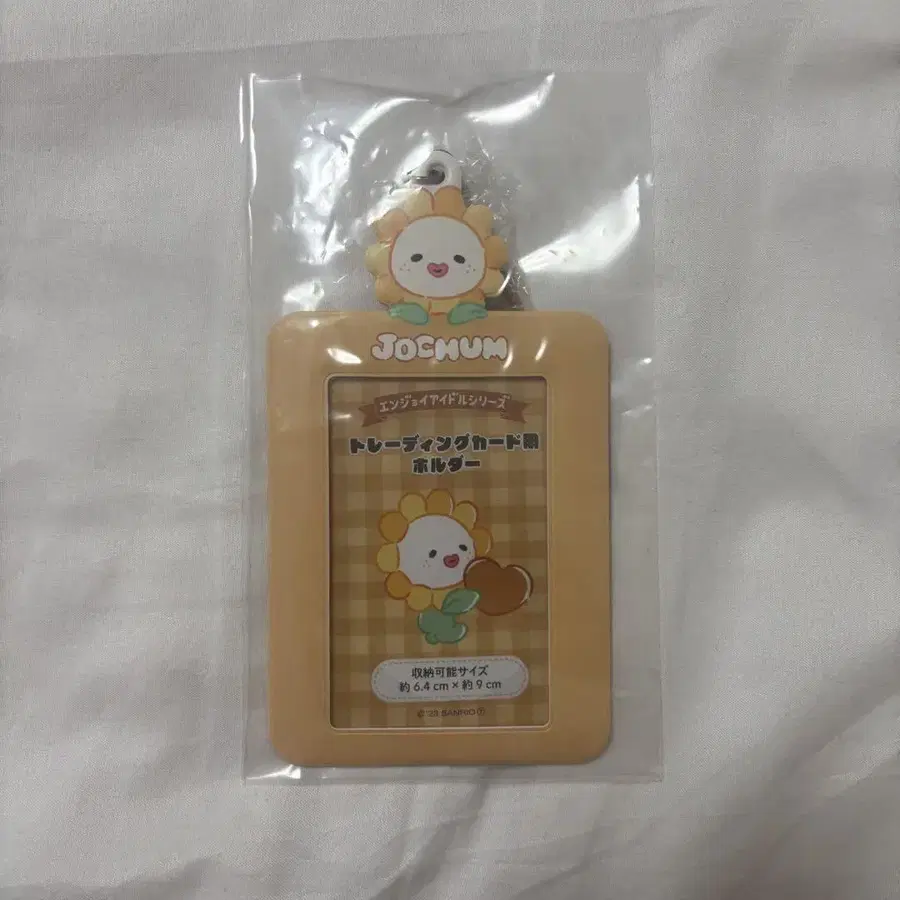 JOCHUM
エンジョイアイドルシリーズ
トレーディングカード用
ホルダー
収納可能サイズ
約 6.4 cm × 約 9 cm
© '23 SANRIO Ⓣ